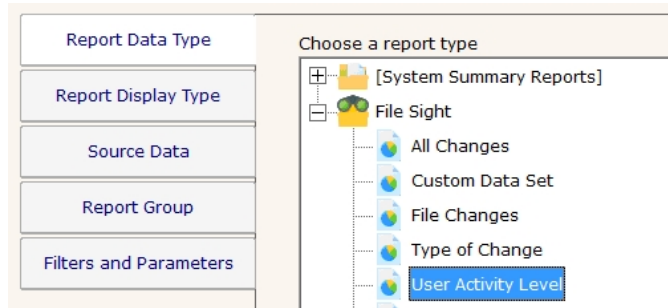 Report Data Type
Report Display Type
Source Data
Report Group
Filters and Parameters
Choose a report type
[System Summary Reports]
File Sight
All Changes
Custom Data Set
File Changes
Type of Change
User Activity Level